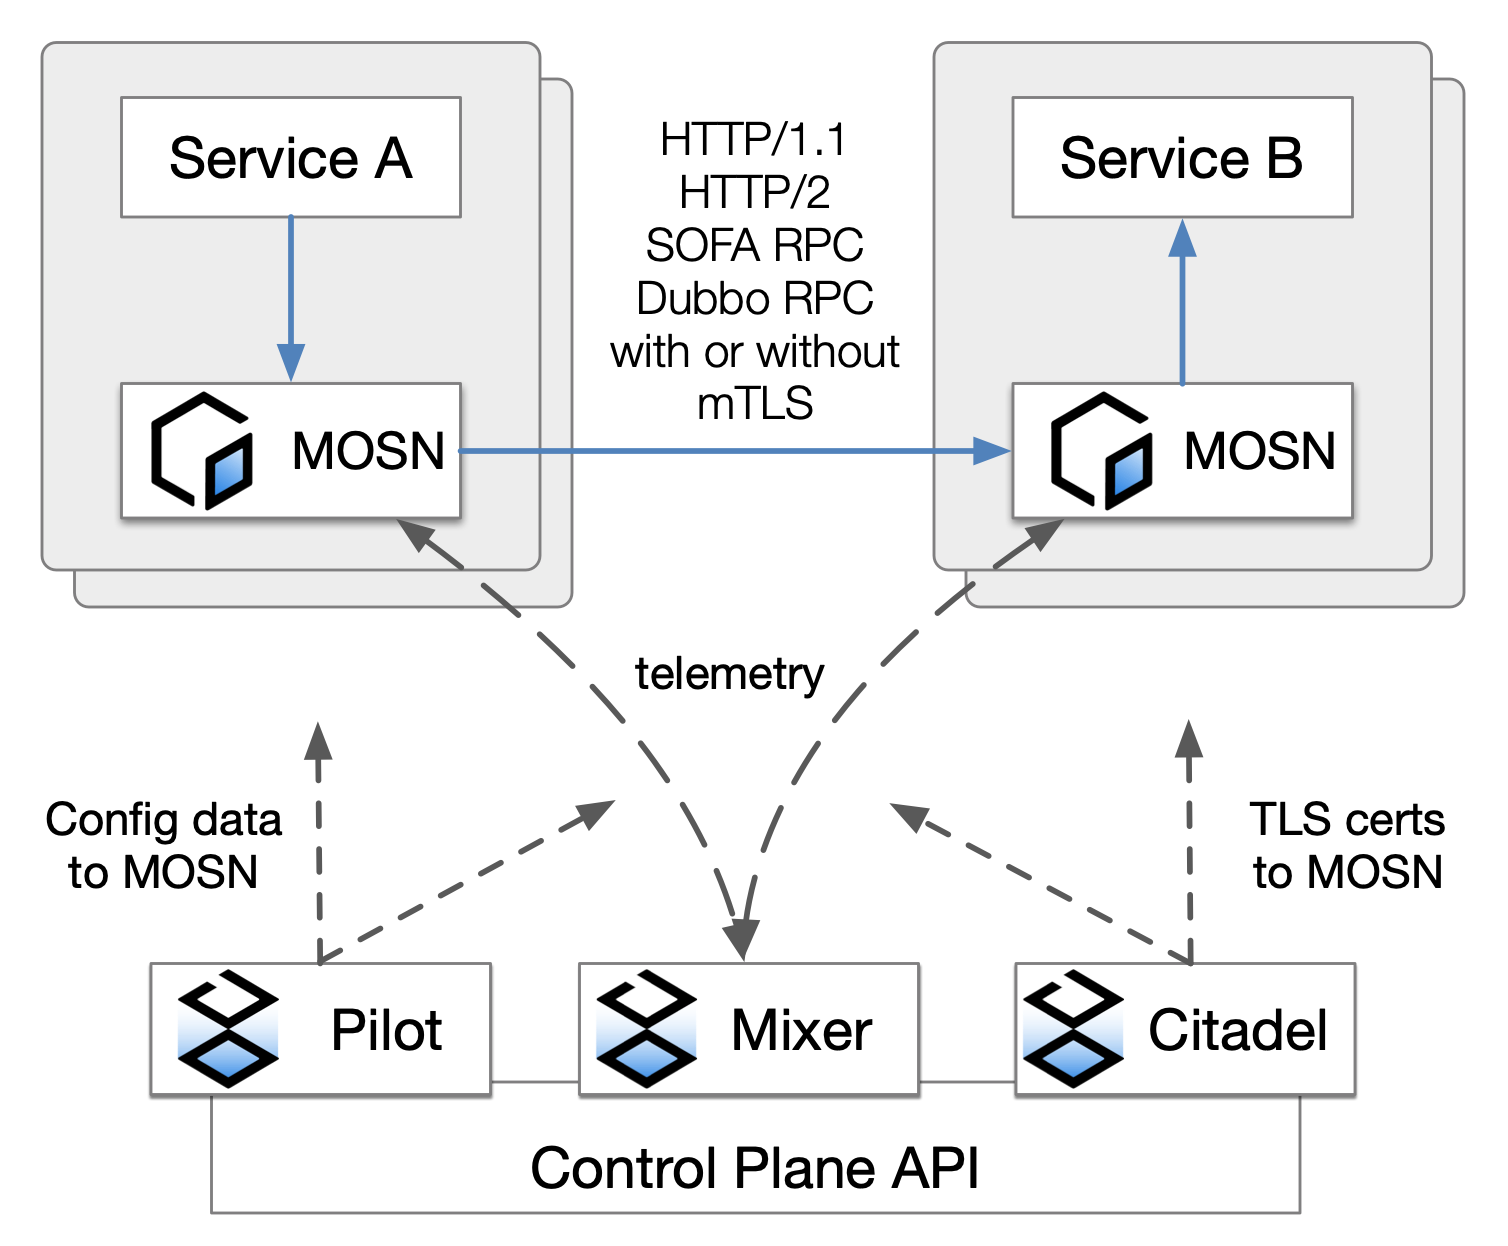 Service A
HTTP/1.1
HTTP/2
SOFA RPC
Dubbo RPC
with or without
mTLS
Service B
MOSN
MOSN
telemetry
Config data
to MOSN
TLS certs
to MOSN
Pilot
Mixer
Citadel
Control Plane API